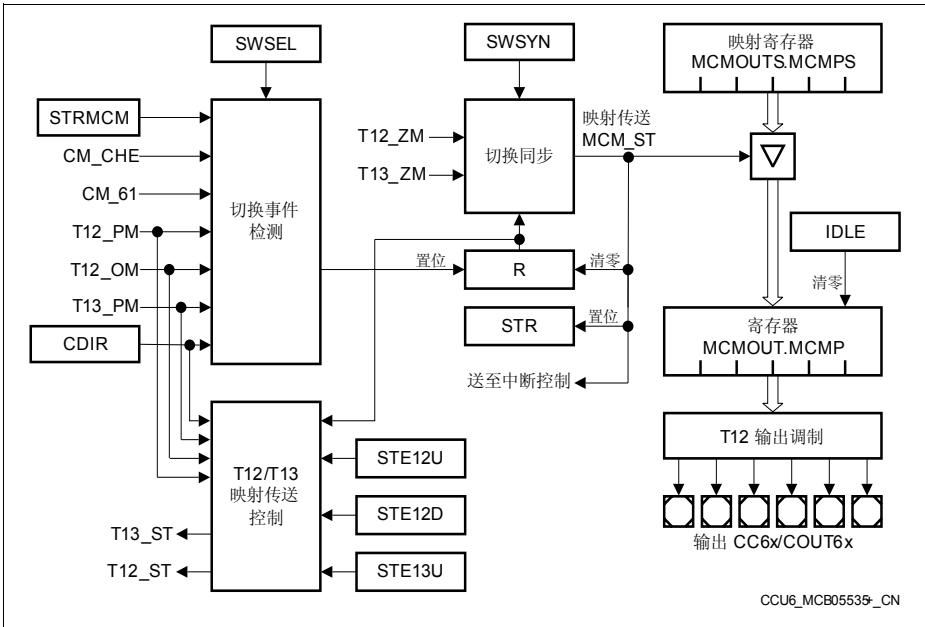 SWSEL
SWSYN
映射寄存器
MCMOUTS.MCMPS
STRMCM
CM_CHE
CM_61
T12_PM
T12_OM
T13_PM
CDIR
切换事件
检测
T12_ZM
T13_ZM
切换同步
映射传送
MCM_ST
IDLE
清零
置位
R
清零
STR
置位
送至中断控制
寄存器
MCMOUT.MCMP
T12 输出调制
T12/T13
映射传送
控制
STE12U
STE12D
STE13U
T13_ST
T12_ST
输出 CC6x/COUT6x
CCU6_MCB05535+_CN